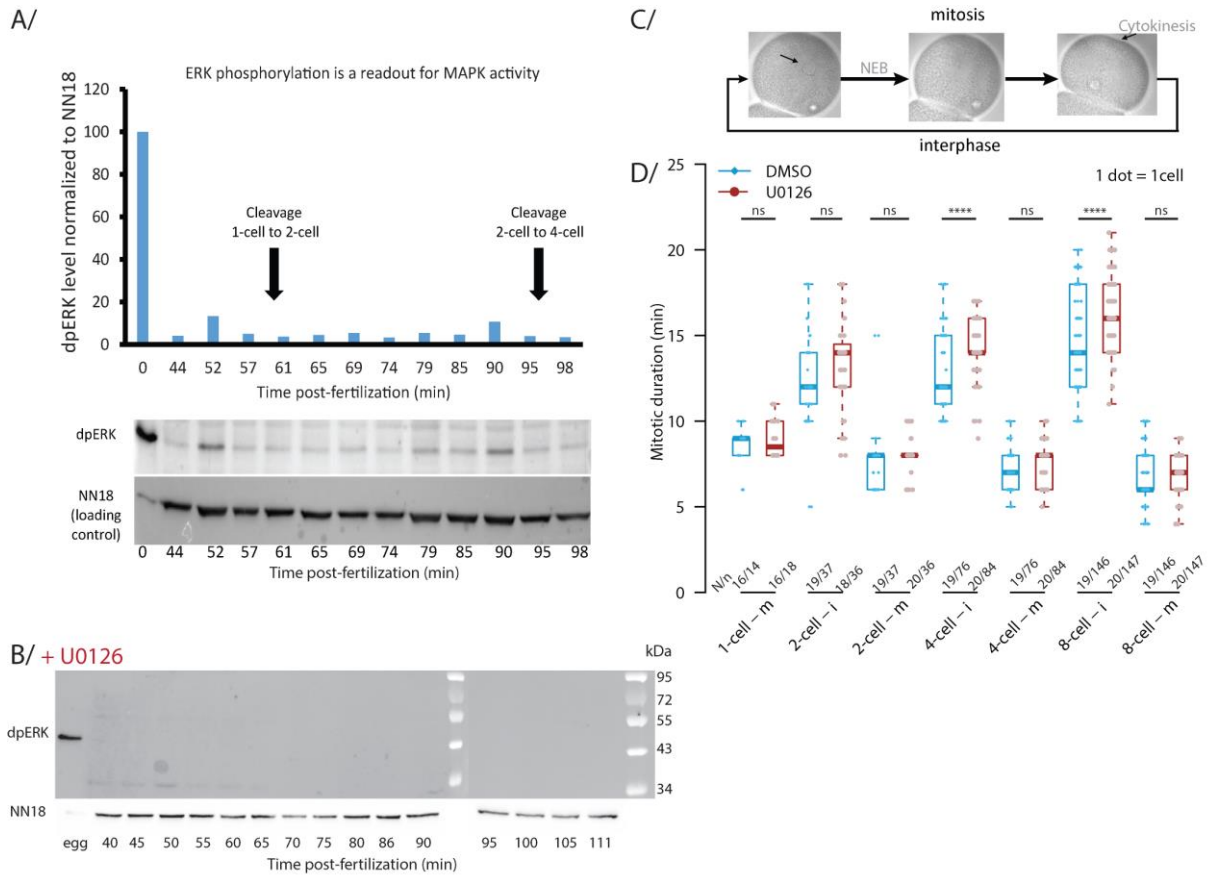 A/
ERK phosphorylation is a readout for MAPK activity
dpERK level normalized to NN18
120
100
80
60
40
20
0
Cleavage
1-cell to 2-cell
Cleavage
2-cell to 4-cell
0 44 52 57 61 65 69 74 79 85 90 95 98
Time post-fertilization (min)
dpERK
NN18
(loading
control)
0 44 52 57 61 65 69 74 79 85 90 95 98
Time post-fertilization (min)
B/ + U0126
kDa
95
72
55
43
34
dpERK
NN18
egg 40 45 50 55 60 65 70 75 80 86 90 95 100 105 111
Time post-fertilization (min)
C/
mitosis
Cytokinesis
NEB
interphase
D/
DMSO
U0126
1 dot = 1cell
ns ns ns **** ns **** ns
Mitotic duration (min)
25
20
15
10
5
0
N/n 16/14 16/18 19/37 18/36 19/37 20/36 19/76 20/84 19/76 20/84 19/146 20/147 19/146 20/147
1-cell – m 2-cell – i 2-cell – m 4-cell – i 4-cell – m 8-cell – i 8-cell – m